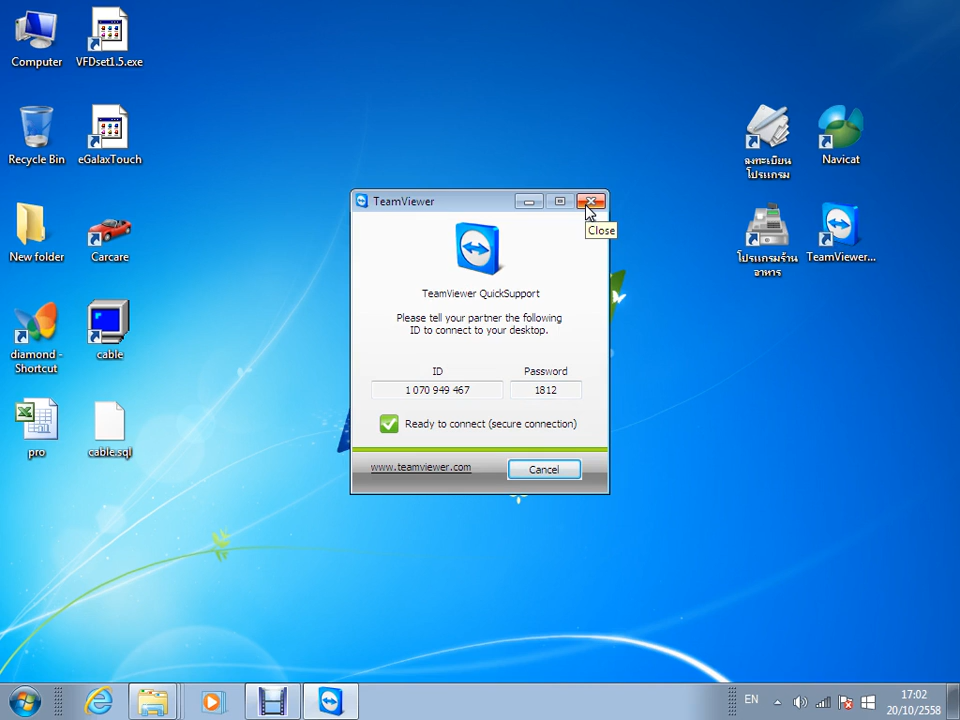 Computer
VFDset1.5.exe
Recycle Bin
eGalaxTouch
New folder
Carcare
diamond -
Shortcut
cable
pro
cable.sql
ลงทะเบียน
โปรแกรม
Navicat
โปรแกรมร้าน
อาหาร
TeamViewer...
TeamViewer
Close
TeamViewer QuickSupport
Please tell your partner the following
ID to connect to your desktop.
ID
Password
1 070 949 467
1812
Ready to connect (secure connection)
www.teamviewer.com
Cancel
EN
17:02
20/10/2558